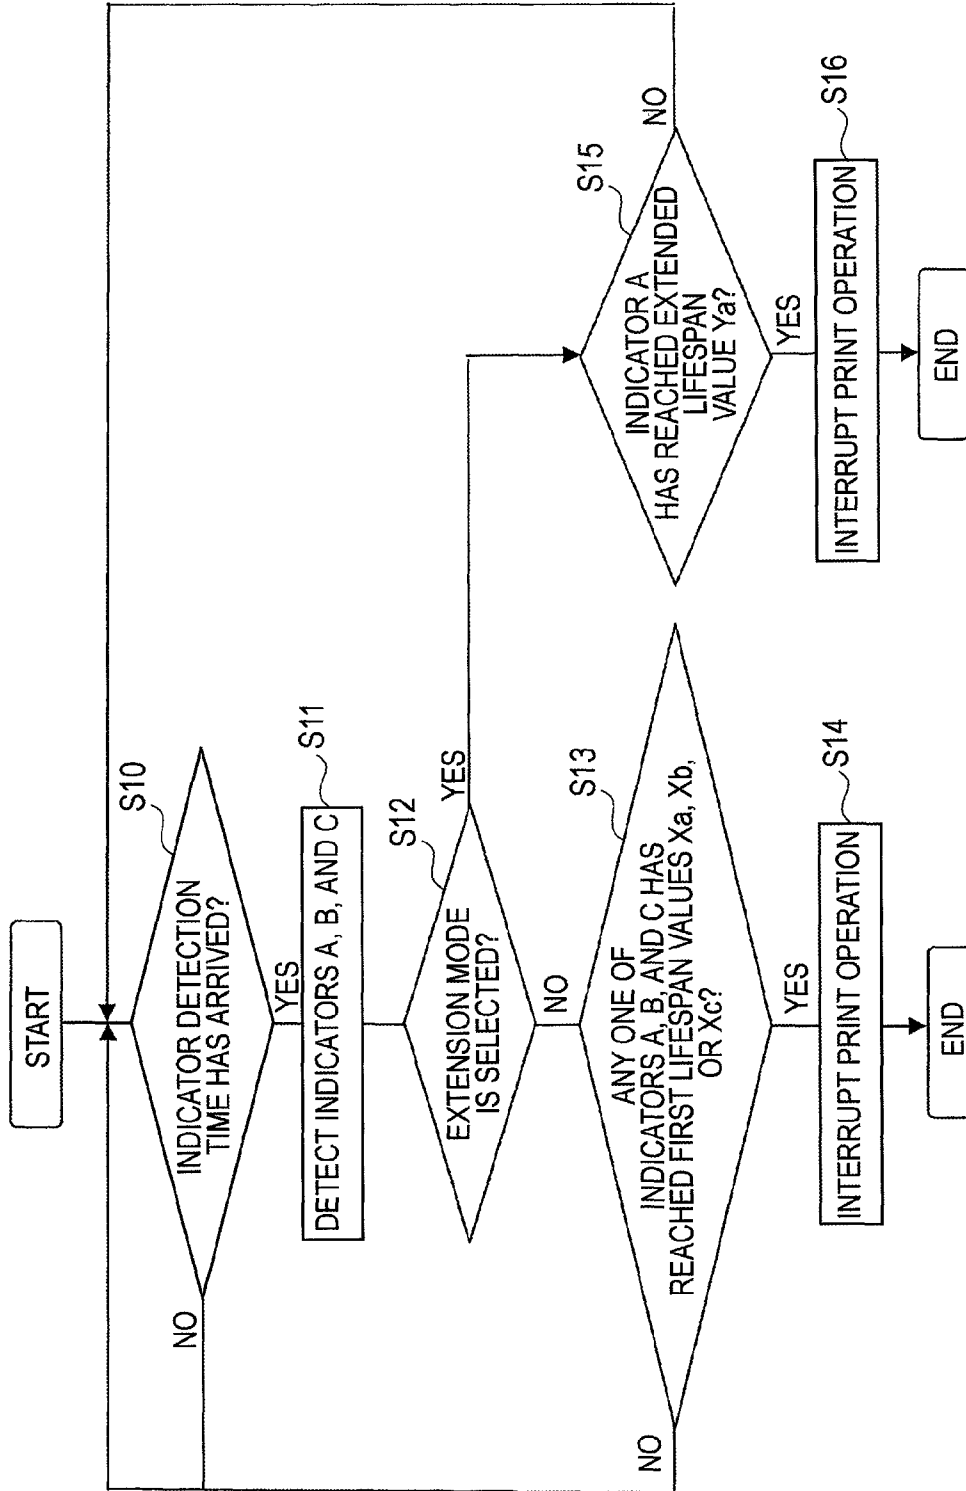 START
S10
INDICATOR DETECTION
TIME HAS ARRIVED?
NO
YES
S11
DETECT INDICATORS A, B, AND C
S12
EXTENSION MODE
IS SELECTED?
YES
NO
S13
ANY ONE OF
INDICATORS A, B, AND C HAS
REACHED FIRST LIFESPAN VALUES Xa, Xb,
OR Xc?
NO
YES
S14
INTERRUPT PRINT OPERATION
END
S15
INDICATOR A
HAS REACHED EXTENDED
LIFESPAN
VALUE Ya?
NO
YES
S16
INTERRUPT PRINT OPERATION
END